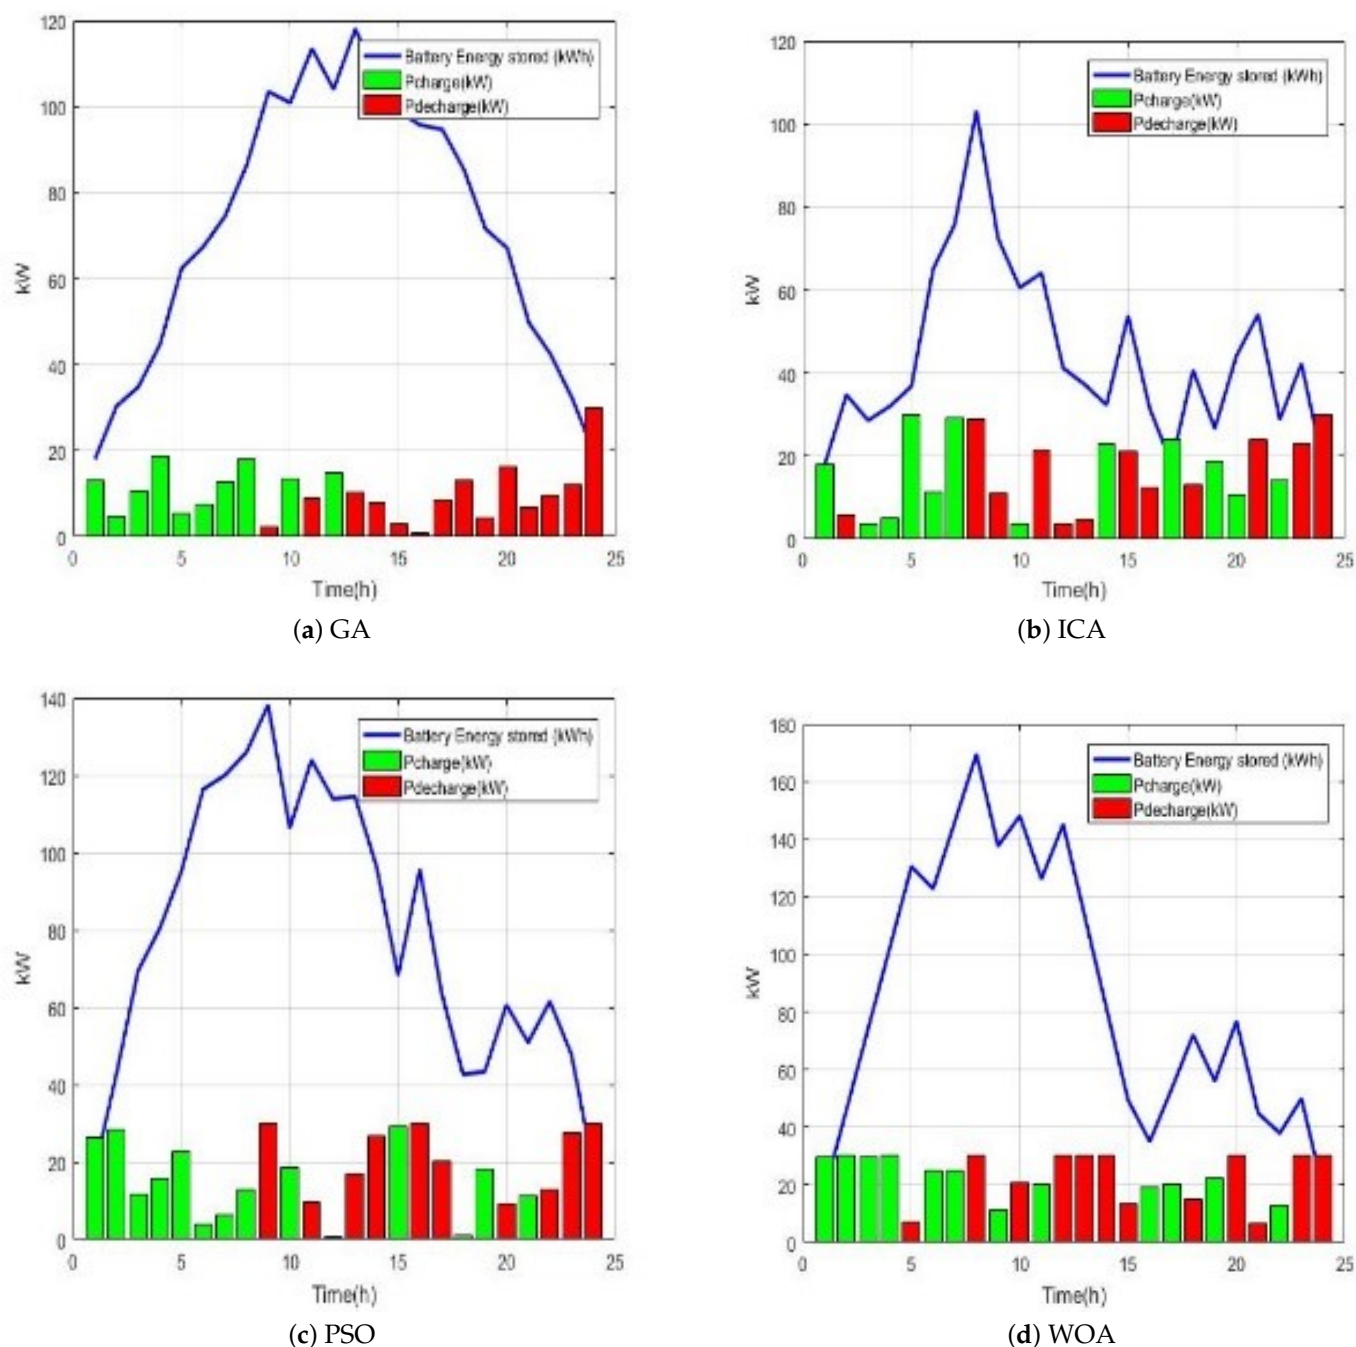 120
100
80
60
40
20
0
kW
Battery Energy stored (kWh)
Pcharge(kW)
Pdecharge(kW)
0 5 10 15 20 25
Time(h)
(a) GA
120
100
80
60
40
20
0
kW
Battery Energy stored (kWh)
Pcharge(kW)
Pdecharge(kW)
0 5 10 15 20 25
Time(h)
(b) ICA
140
120
100
80
60
40
20
0
kW
Battery Energy stored (kWh)
Pcharge(kW)
Pdecharge(kW)
0 5 10 15 20 25
Time(h)
(c) PSO
180
160
140
120
100
80
60
40
20
0
kW
Battery Energy stored (kWh)
Pcharge(kW)
Pdecharge(kW)
0 5 10 15 20 25
Time(h)
(d) WOA